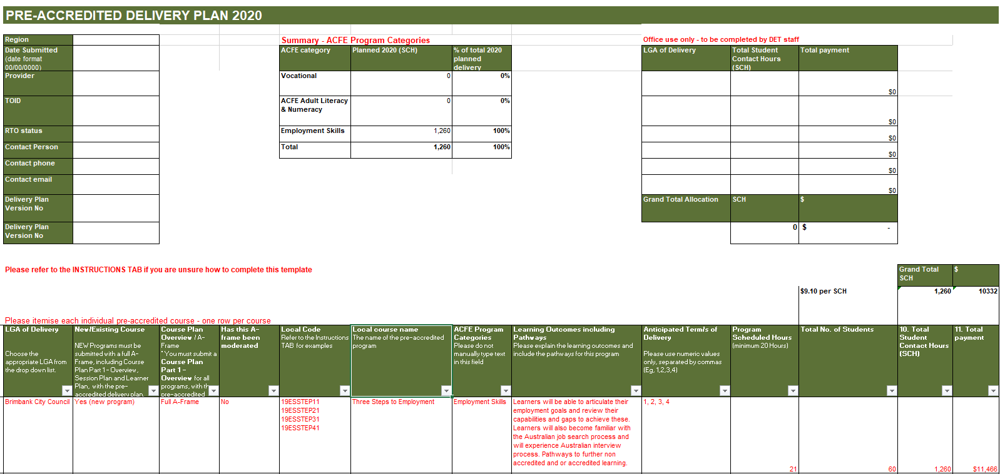 PRE-ACCREDITED DELIVERY PLAN 2020
Region
Date Submitted
(date format
00/00/0000)
Provider
TOID
RTO status
Contact Person
Contact phone
Contact email
Delivery Plan
Version No
Delivery Plan
Version No
Summary - ACFE Program Categories
ACFE category Planned 2020 (SCH) % of total 2020
planned
delivery
Vocational 0 0%
ACFE Adult Literacy 0 0%
& Numeracy
Employment Skills 1,260 100%
Total 1,260 100%
Office use only - to be completed by DET staff
LGA of Delivery Total Student Total payment
Contact Hours
(SCH)
$0
$0
$0
$0
$0
$0
Grand Total Allocation SCH $
0 $ -
Please refer to the INSTRUCTIONS TAB if you are unsure how to complete this template
Grand Total $
SCH
$9.10 per SCH 1,260 10332
Please itemise each individual pre-accredited course - one row per course
LGA of Delivery
Choose the
appropriate LGA from
the drop down list.
New/Existing Course
NEW Programs must be
submitted with a full A-
Frame, including Course
Plan Part 1 - Overview,
Session Plan and Learner
Plan, with the pre-
accredited delivery plan.
Course Plan
Overview / A-
Frame
*You must submit a
Course Plan
Part 1 -
Overview for all
programs, with the
pre-accredited
Has this A-
frame been
moderated
Local Code
Refer to the Instructions
TAB for examples
Local course name
The name of the pre-accredited
program
ACFE Program
Categories
Please do not
manually type text
in this field
Learning Outcomes including
Pathways
Please explain the learning outcomes and
include the pathways for this program
Anticipated Term/s of
Delivery
Please use numeric values
only, separated by commas
(Eg, 1,2,3,4)
Program
Scheduled Hours
(minimum 20 Hours)
Total No. of Students
10. Total
Student
Contact Hours
(SCH)
11. Total
payment
Brimbank City Council
Yes (new program)
Full A-Frame
No
19ESSTEP11
19ESSTEP21
19ESSTEP31
19ESSTEP41
Three Steps to Employment
Employment Skills
Learners will be able to articulate their
employment goals and review their
capabilities and gaps to achieve these.
Learners will also become familiar with
the Australian job search process and
will experience Australian interview
process. Pathways to further non
accredited and or accredited learning.
1, 2, 3, 4
21
60
1,260
$11,466